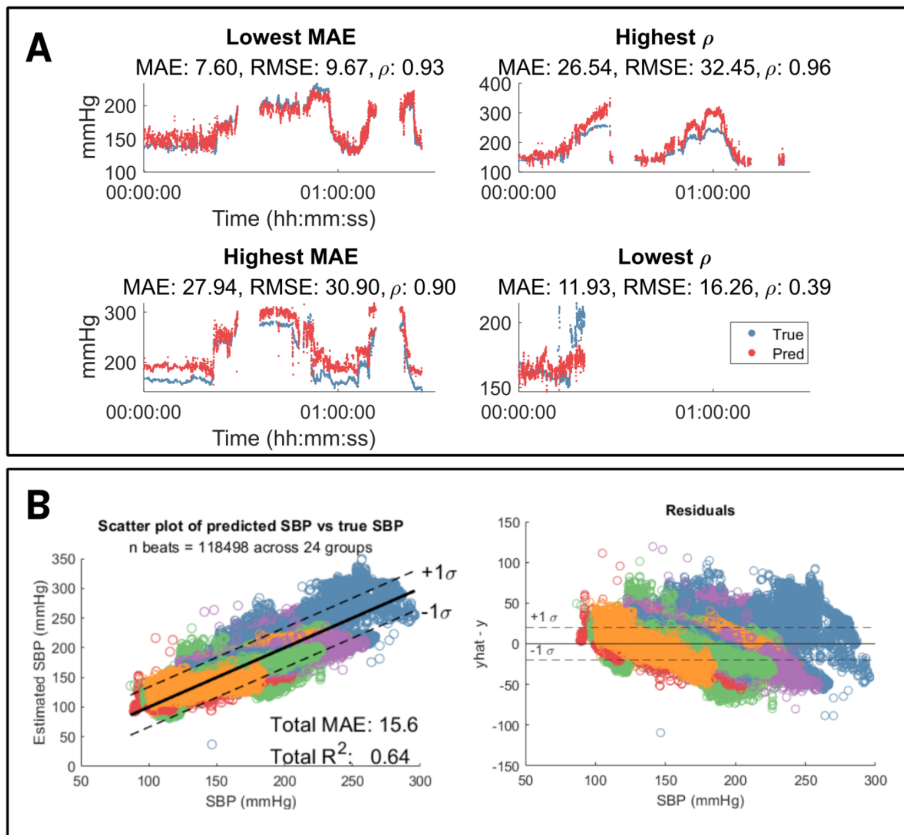 A
Lowest MAE
MAE: 7.60, RMSE: 9.67, ρ: 0.93
mmHg
200
150
100
00:00:00
01:00:00
Time (hh:mm:ss)
Highest ρ
MAE: 26.54, RMSE: 32.45, ρ: 0.96
400
300
200
100
00:00:00
01:00:00
Highest MAE
MAE: 27.94, RMSE: 30.90, ρ: 0.90
mmHg
300
200
00:00:00
01:00:00
Time (hh:mm:ss)
Lowest ρ
MAE: 11.93, RMSE: 16.26, ρ: 0.39
200
150
00:00:00
01:00:00
True
Pred
B
Scatter plot of predicted SBP vs true SBP
n beats = 118498 across 24 groups
Estimated SBP (mmHg)
350
300
250
200
150
100
50
0
+1σ
-1σ
Total MAE: 15.6
Total R²: 0.64
50
100
150
200
250
300
SBP (mmHg)
Residuals
yhat - y
150
100
50
0
-50
-100
-150
+1 σ
-1 σ
50
100
150
200
250
300
SBP (mmHg)